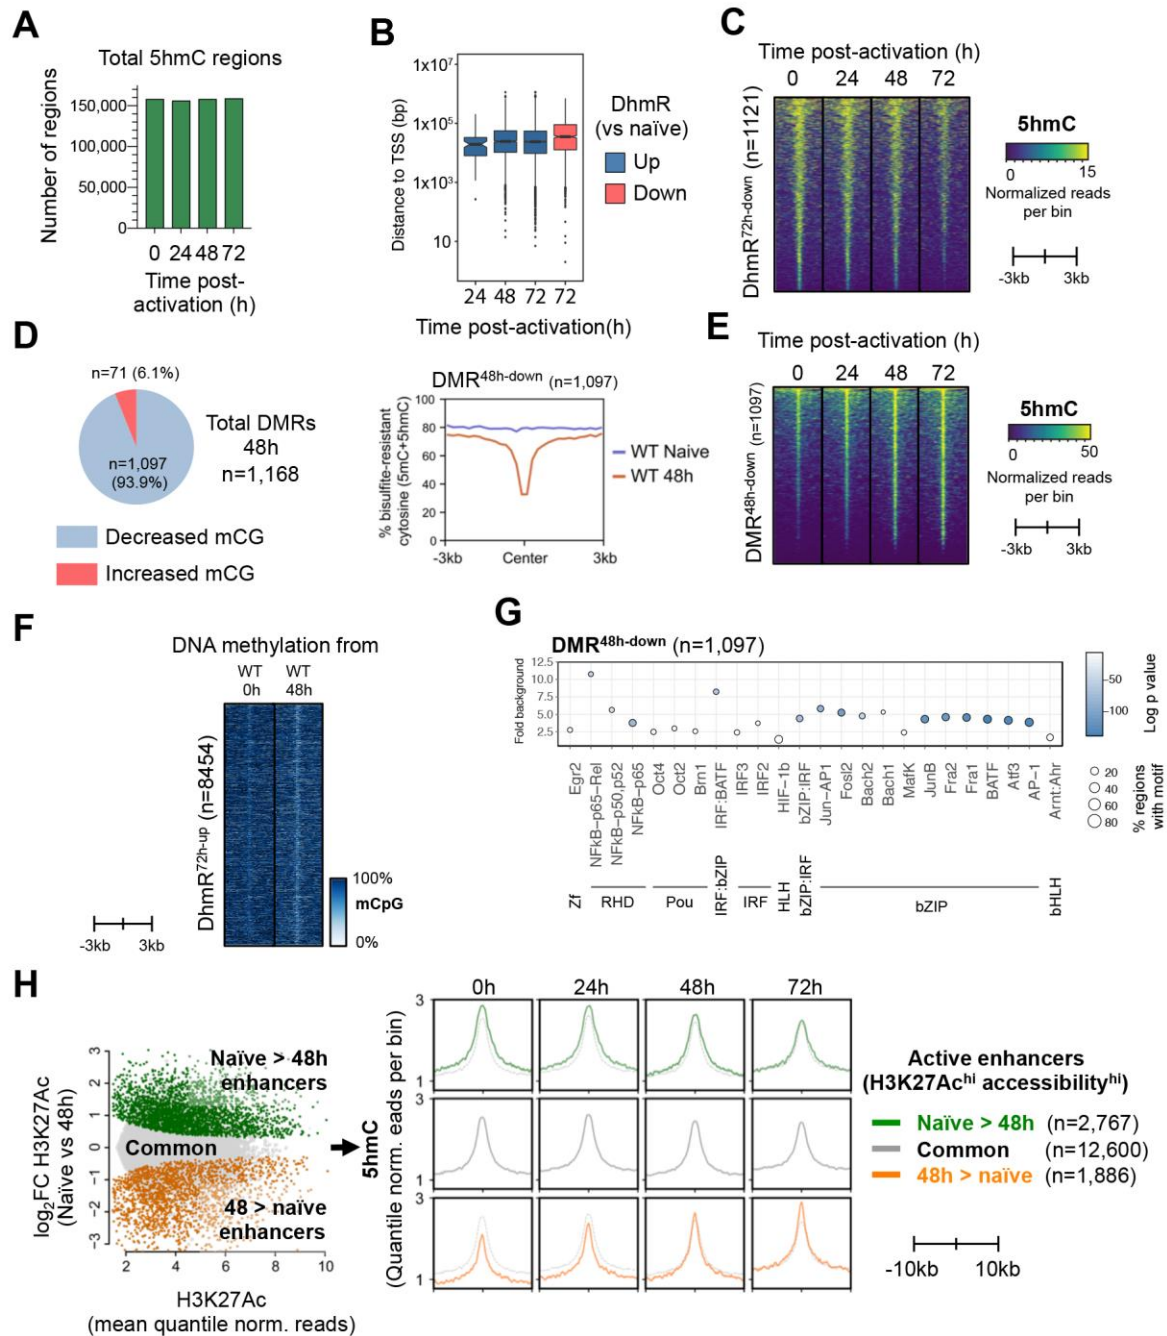 A
Total 5hmC regions
Number of regions
150,000
100,000
50,000
0
0 24 48 72
Time post-
activation (h)
B
Distance to TSS (bp)
1x10⁷
1x10⁵
1x10³
10
24 48 72 72
Time post-activation(h)
DhmR
(vs naïve)
Up
Down
C
Time post-activation (h)
0 24 48 72
DhmR⁷²ʰ⁻ᵈᵒʷⁿ (n=1121)
5hmC
0 15
Normalized reads
per bin
-3kb 3kb
D
n=71 (6.1%)
n=1,097
(93.9%)
Total DMRs
48h
n=1,168
Decreased mCG
Increased mCG
DMR⁴⁸ʰ⁻ᵈᵒʷⁿ (n=1,097)
% bisulfite-resistant
cytosine (5mC+5hmC)
100
80
60
40
20
0
-3kb Center 3kb
WT Naive
WT 48h
E
Time post-activation (h)
0 24 48 72
DMR⁴⁸ʰ⁻ᵈᵒʷⁿ (n=1097)
5hmC
0 50
Normalized reads
per bin
-3kb 3kb
F
DNA methylation from
WT WT
0h 48h
DhmR⁷²ʰ⁻ᵘᵖ (n=8454)
100%
mCpG
0%
-3kb 3kb
G
DMR⁴⁸ʰ⁻ᵈᵒʷⁿ (n=1,097)
Fold background
12.5
10.0
7.5
5.0
2.5
Egr2
NFkB-p65-Rel
NFkB-p50,p52
NFkB-p65
Oct4
Oct2
Brn1
IRF:BATF
IRF3
IRF2
HIF-1b
bZIP:IRF
Jun-AP1
Fosl2
Bach2
Bach1
MafK
JunB
Fra2
Fra1
BATF
Atf3
AP-1
Arnt:Ahr
Zf
RHD
Pou
IRF:bZIP
IRF
HLH
bZIP:IRF
bZIP
bHLH
50
100
Log p value
20
40
60
80
% regions
with motif
H
log₂FC H3K27Ac
(Naïve vs 48h)
3
2
1
0
-1
-2
-3
Naïve > 48h
enhancers
Common
48 > naïve
enhancers
2 4 6 8 10
H3K27Ac
(mean quantile norm. reads)
5hmC
(Quantile norm. reads per bin)
0h 24h 48h 72h
3
1
3
1
3
1
Active enhancers
(H3K27Acʰⁱ accessibilityʰⁱ)
Naïve > 48h (n=2,767)
Common (n=12,600)
48h > naïve (n=1,886)
-10kb 10kb